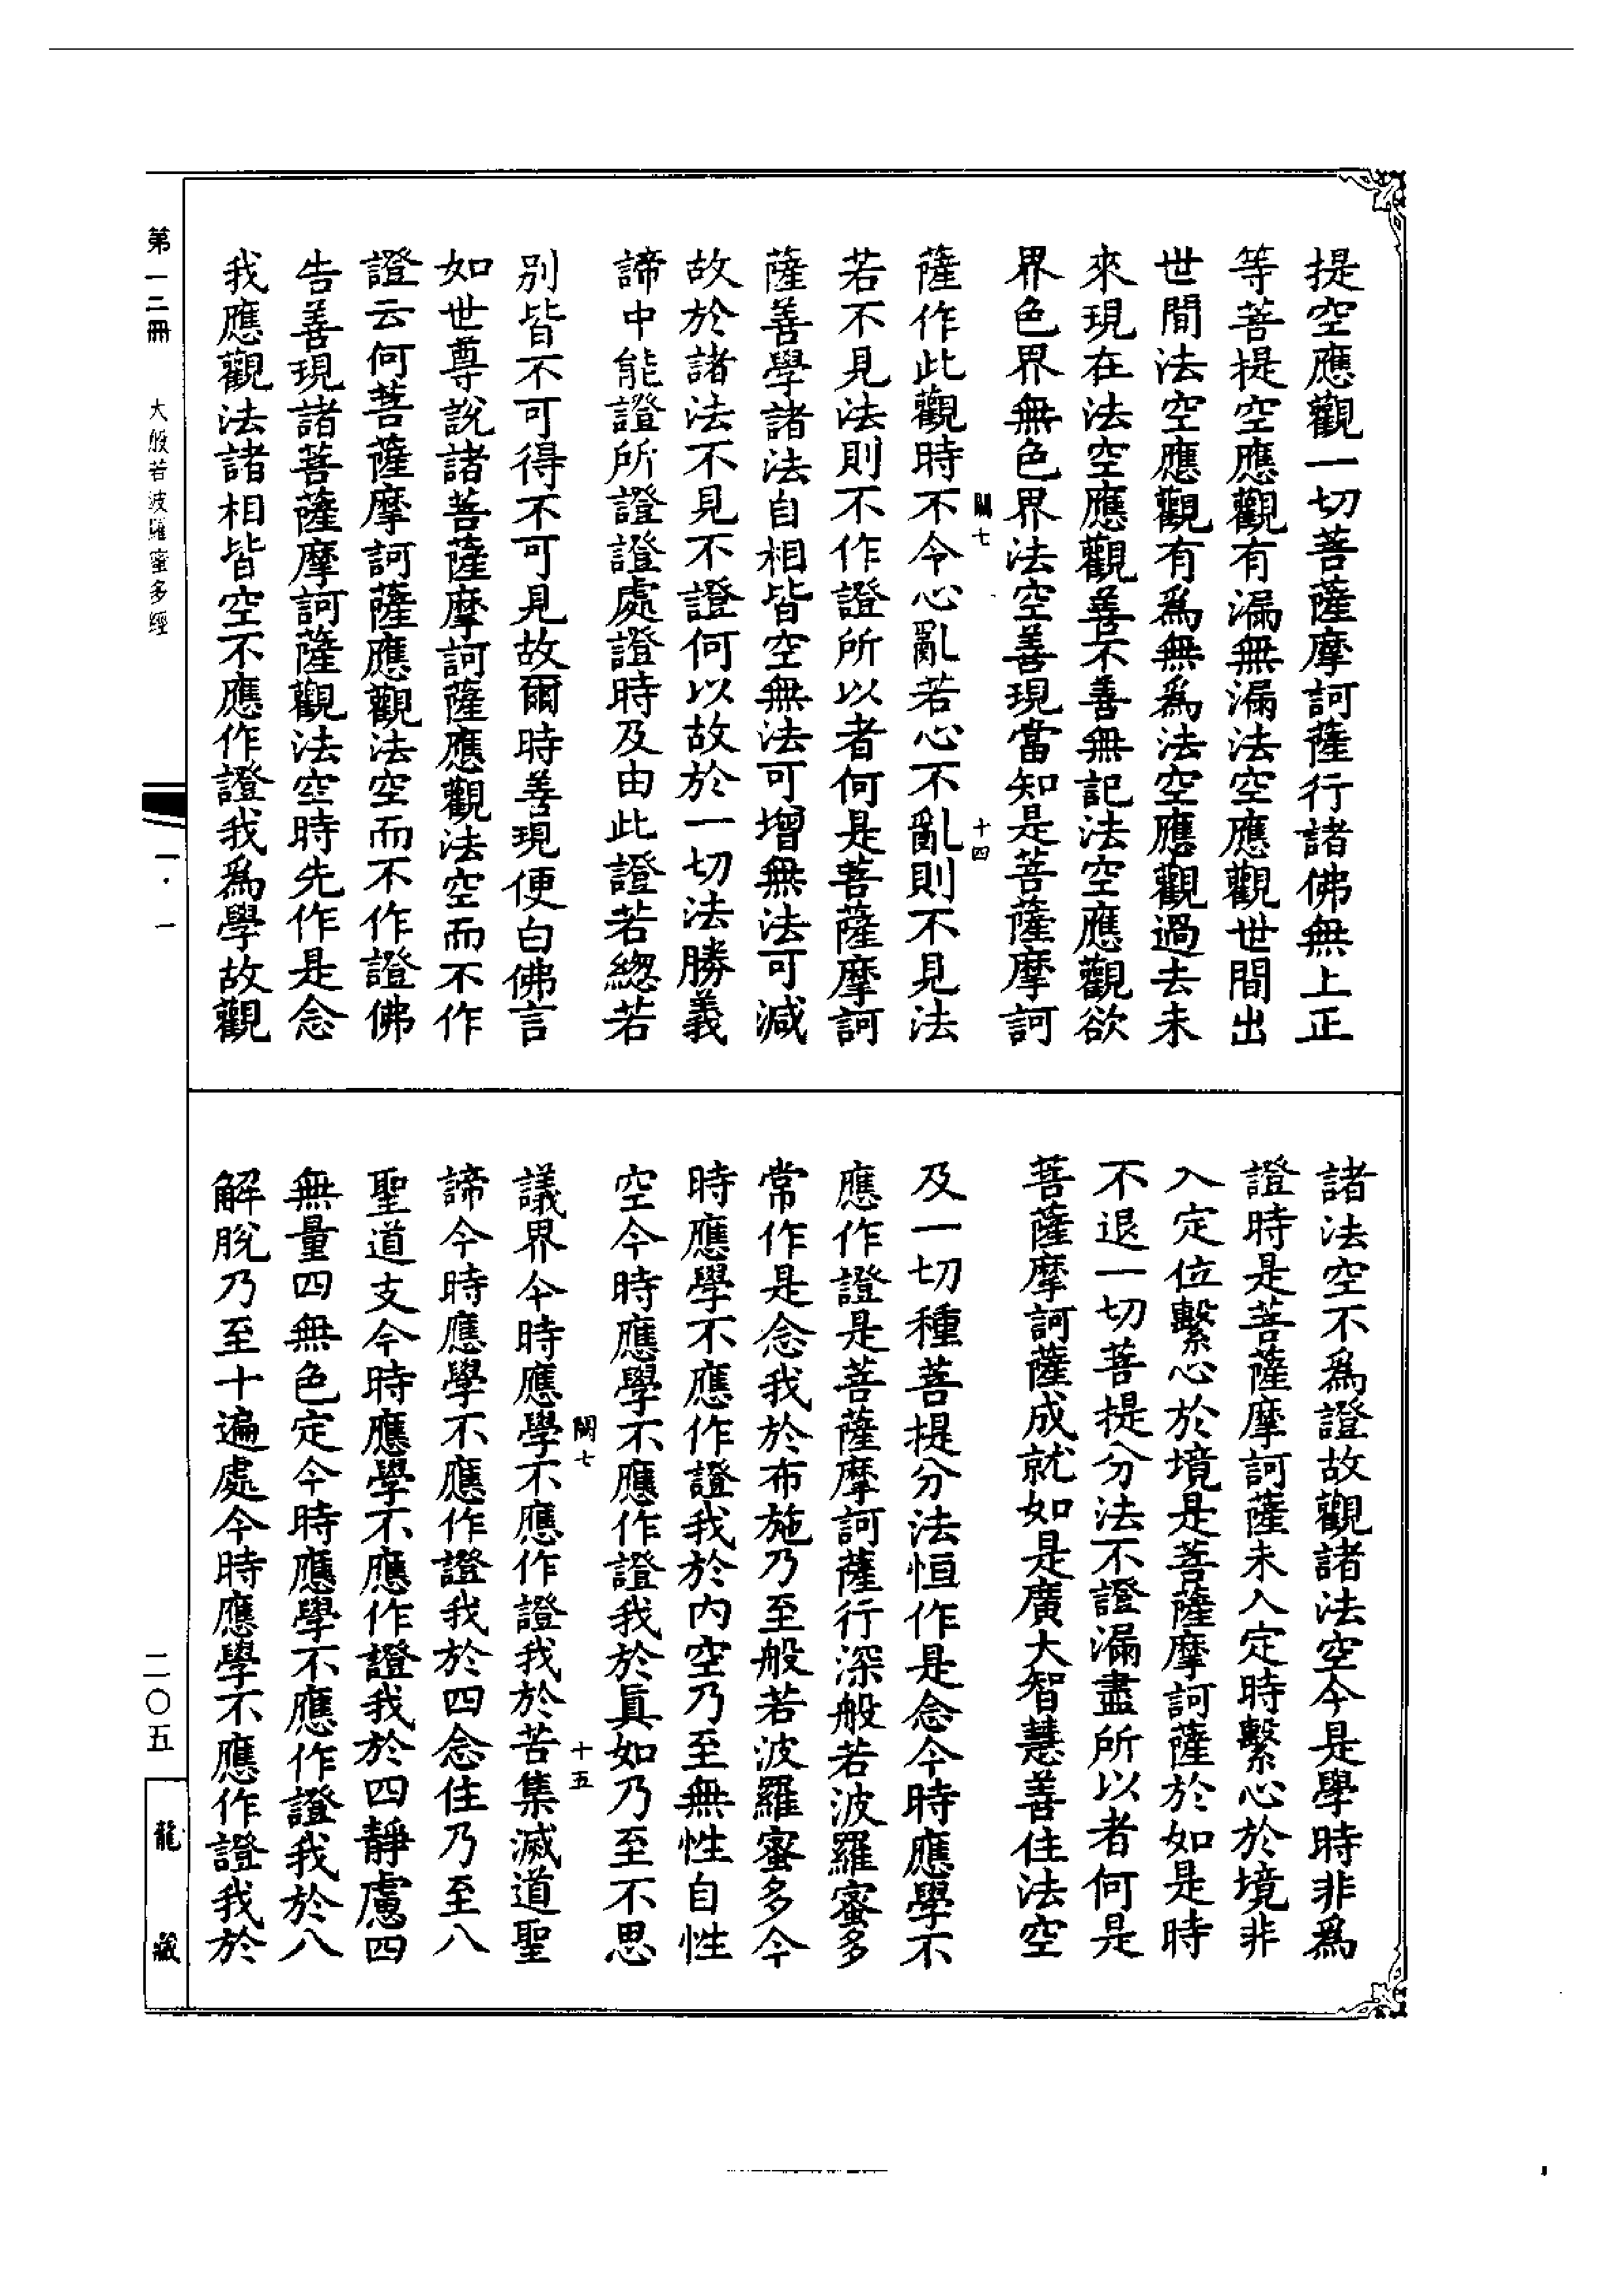 提空應觀一切菩薩摩訶薩行諸佛無上正
等菩提空應觀有漏無漏法空應觀世間出
世間法空應觀有爲無爲法空應觀過去未
來現在法空應觀善不善無記法空應觀欲
界色界無色界法空善現當知是菩薩摩訶
薩作此觀時不令心亂若心不亂則不見法
若不見法則不作證所以者何是菩薩摩訶
薩善學諸法自相皆空無法可增無法可減
故於諸法不見不證何以故於一切法勝義
諦中能證所證證處證時及由此證若總若
別皆不可得不可見故爾時善現便白佛言
如世尊說諸菩薩摩訶薩應觀法空而不作
證云何菩薩摩訶薩應觀法空而不作證佛
告善現諸菩薩摩訶薩觀法空時先作是念
我應觀法諸相皆空不應作證我爲學故觀
諸法空不爲證故觀諸法空今是學時非爲
證時是菩薩摩訶薩未入定時繫心於境非
入定位繫心於境是菩薩摩訶薩於如是時
不退一切菩提分法不證漏盡所以者何是
菩薩摩訶薩成就如是廣大智慧善住法空
及一切種菩提分法恒作是念今時應學不
應作證是菩薩摩訶薩行深般若波羅蜜多
常作是念我於布施乃至般若波羅蜜多今
時應學不應作證我於内空乃至無性自性
空今時應學不應作證我於眞如乃至不思
議界今時應學不應作證我於苦集滅道聖
諦今時應學不應作證我於四念住乃至八
聖道支今時應學不應作證我於四靜慮四
無量四無色定今時應學不應作證我於八
解脫乃至十遍處今時應學不應作證我於
七
十四
七
十五
第一二冊 大般若波羅蜜多經
一·一
二〇五
龍藏